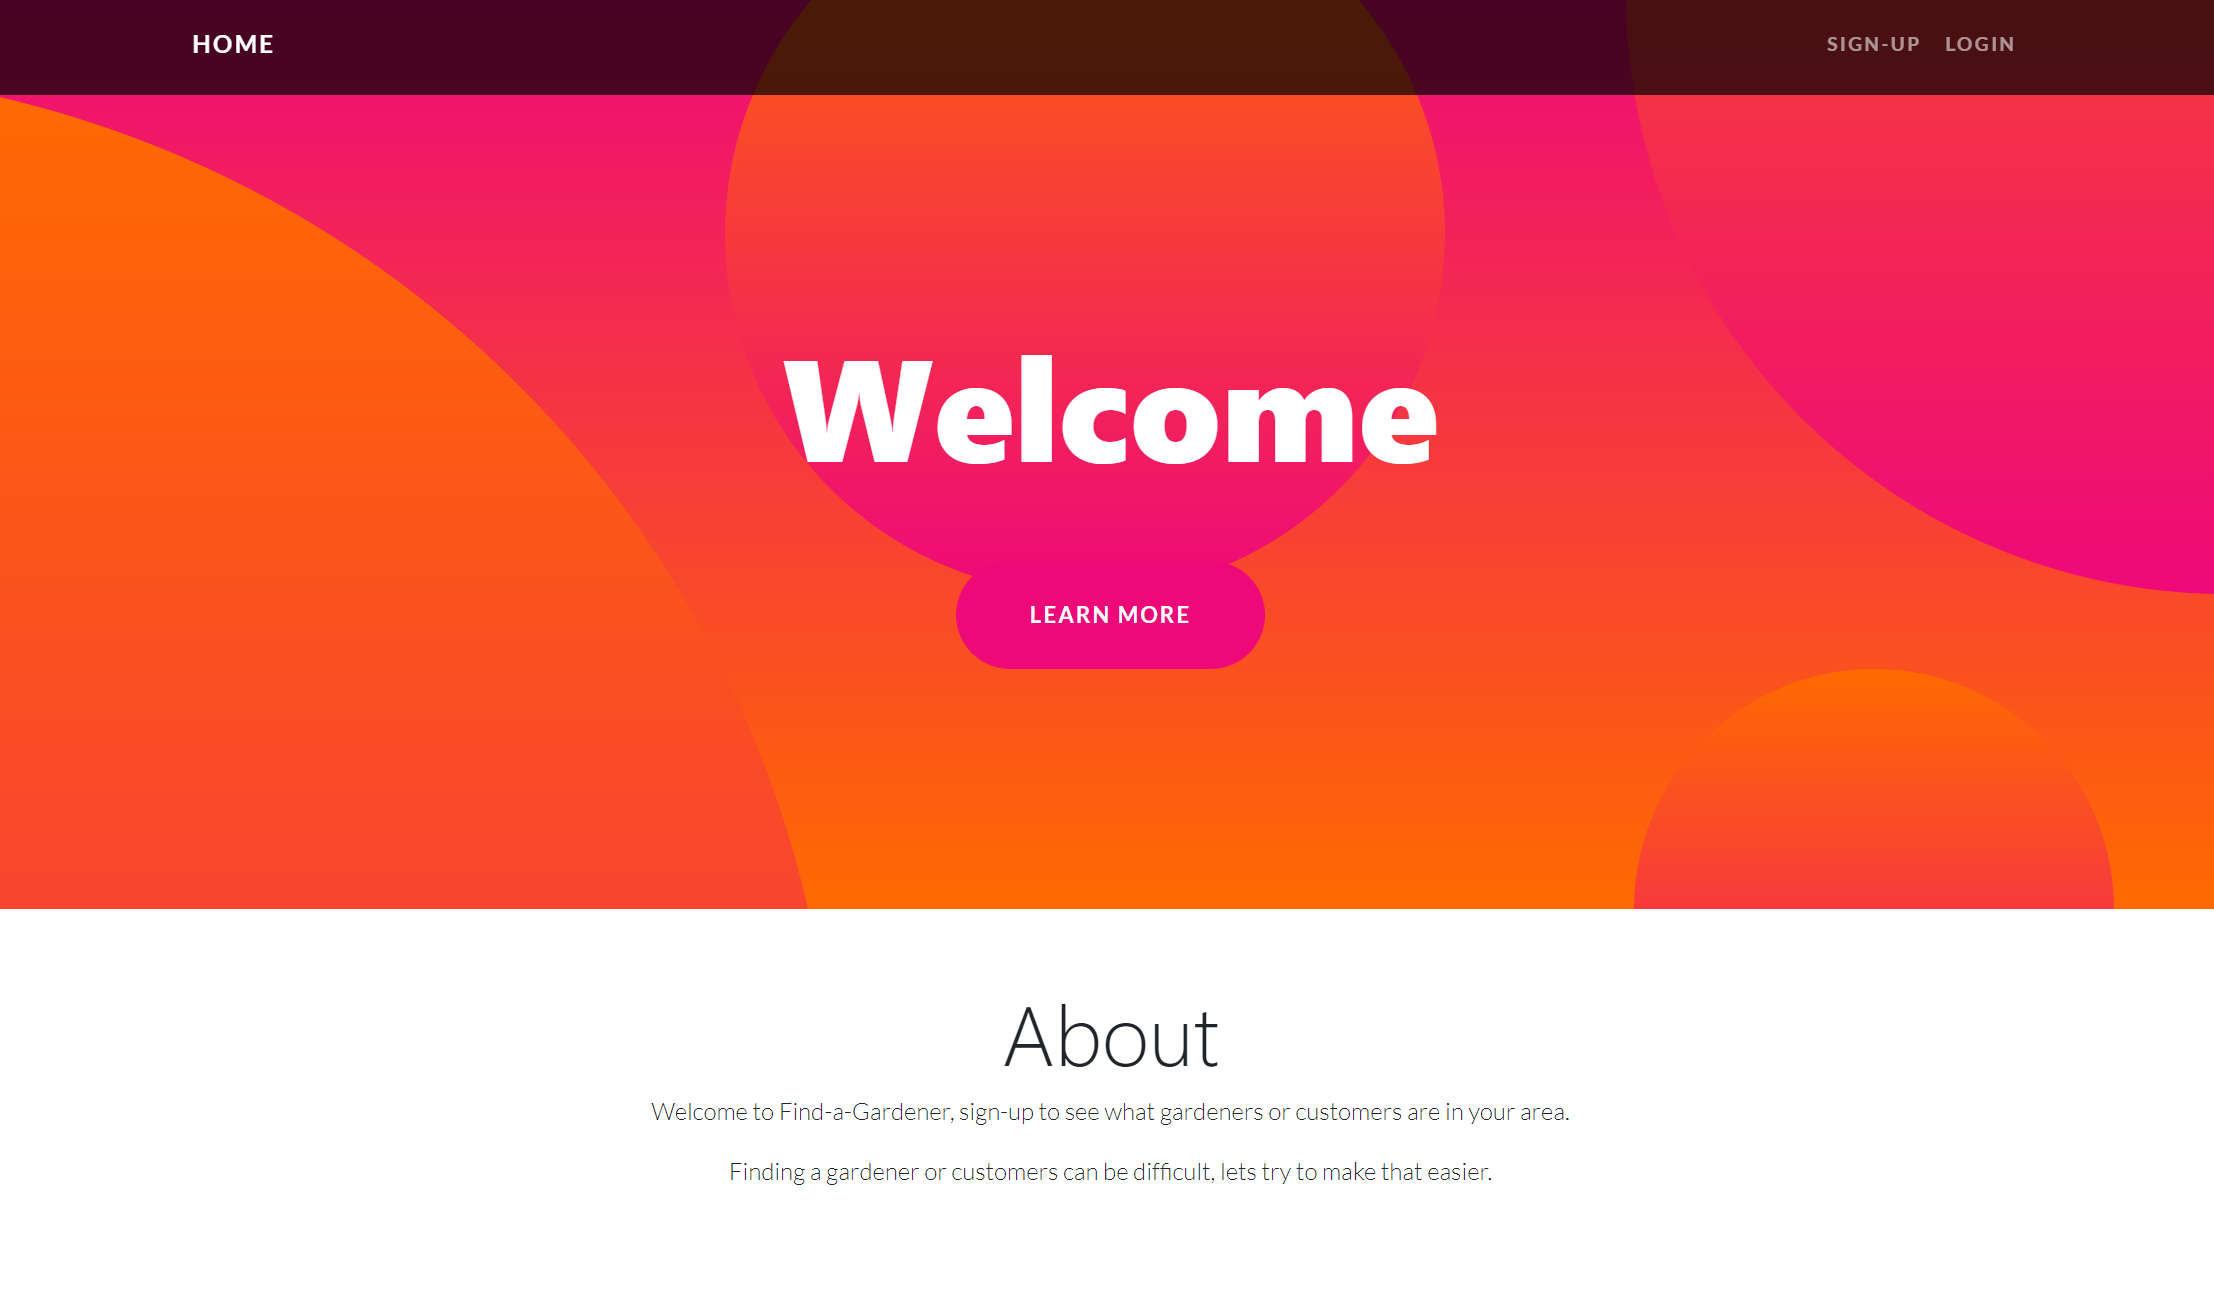 HOME
SIGN-UP LOGIN
Welcome
LEARN MORE
About
Welcome to Find-a-Gardener, sign-up to see what gardeners or customers are in your area.
Finding a gardener or customers can be difficult, lets try to make that easier.